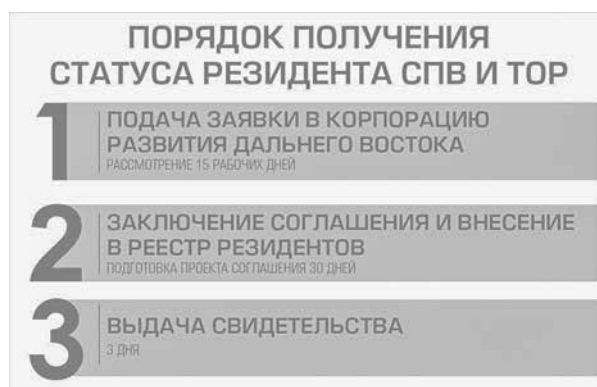 ПОРЯДОК ПОЛУЧЕНИЯ
СТАТУСА РЕЗИДЕНТА СПВ И ТОР
1
ПОДАЧА ЗАЯВКИ В КОРПОРАЦИЮ
РАЗВИТИЯ ДАЛЬНЕГО ВОСТОКА
РАССМОТРЕНИЕ 15 РАБОЧИХ ДНЕЙ
2
ЗАКЛЮЧЕНИЕ СОГЛАШЕНИЯ И ВНЕСЕНИЕ
В РЕЕСТР РЕЗИДЕНТОВ
ПОДГОТОВКА ПРОЕКТА СОГЛАШЕНИЯ 30 ДНЕЙ
3
ВЫДАЧА СВИДЕТЕЛЬСТВА
3 ДНЯ